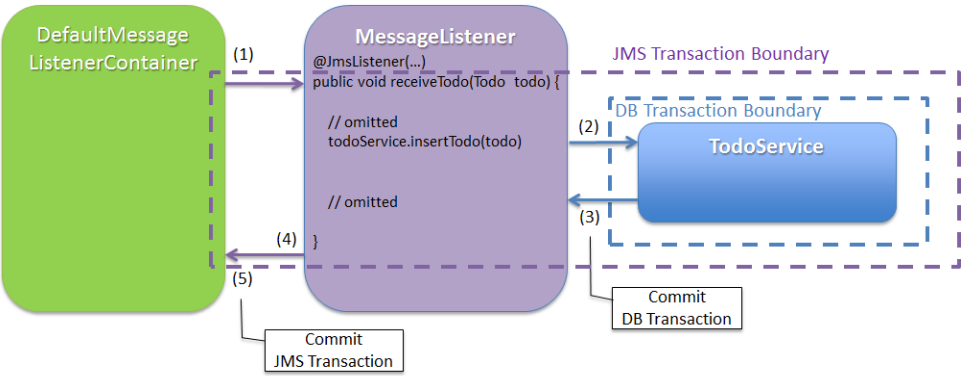 DefaultMessage
ListenerContainer
(1)
MessageListener
@JmsListener(...)
public void receiveTodo(Todo todo) {
// omitted
todoService.insertTodo(todo)
// omitted
}
JMS Transaction Boundary
DB Transaction Boundary
(2)
TodoService
(3)
(4)
(5)
Commit
DB Transaction
Commit
JMS Transaction